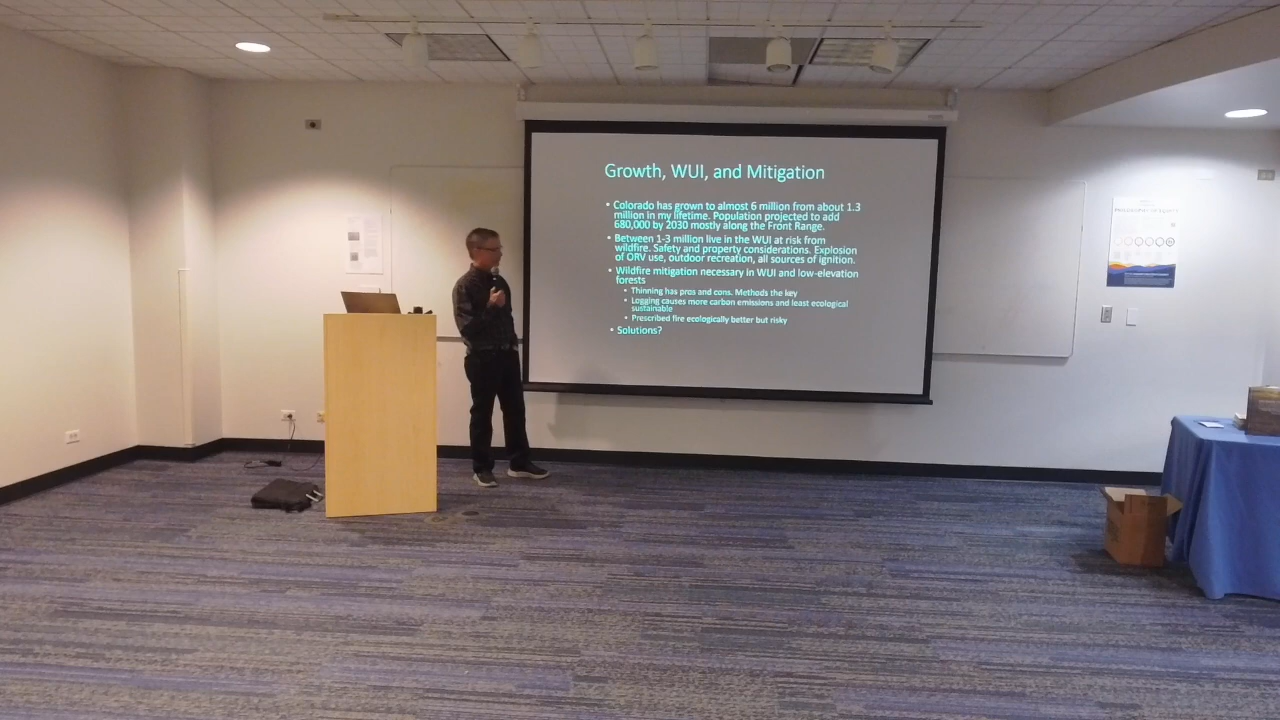 Growth, WUI, and Mitigation
• Colorado has grown to almost 6 million from about 1.3
million in my lifetime. Population projected to add
680,000 by 2030 mostly along the Front Range.
• Between 1-3 million live in the WUI at risk from
wildfire. Safety and property considerations. Explosion
of ORV use, outdoor recreation, all sources of ignition.
• Wildfire mitigation necessary in WUI and low-elevation
forests
• Thinning has pros and cons. Methods the key
• Logging causes more carbon emissions and least ecological
sustainable
• Prescribed fire ecologically better but risky
• Solutions?